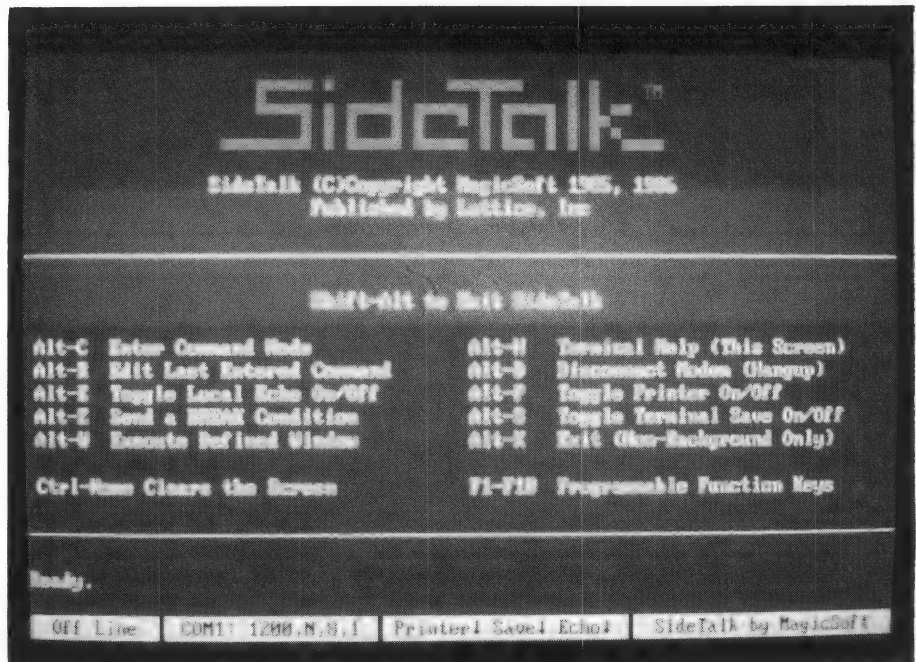 SideTalk™
SideTalk (C)Copyright MagicSoft 1985, 1986
Published by Lattice, Inc
Shift-Alt to Exit SideTalk
Alt-C Enter Command Mode
Alt-R Edit Last Entered Command
Alt-E Toggle Local Echo On/Off
Alt-Z Send a BREAK Condition
Alt-W Execute Defined Window
Ctrl-Home Clears the Screen
Alt-H Terminal Help (This Screen)
Alt-D Disconnect Modem (Hangup)
Alt-P Toggle Printer On/Off
Alt-S Toggle Terminal Save On/Off
Alt-X Exit (Non-Background Only)
F1-F10 Programmable Function Keys
Ready.
Off Line COM1: 1200,N,8,1 Printer↓ Save↓ Echo↓ SideTalk by MagicSoft